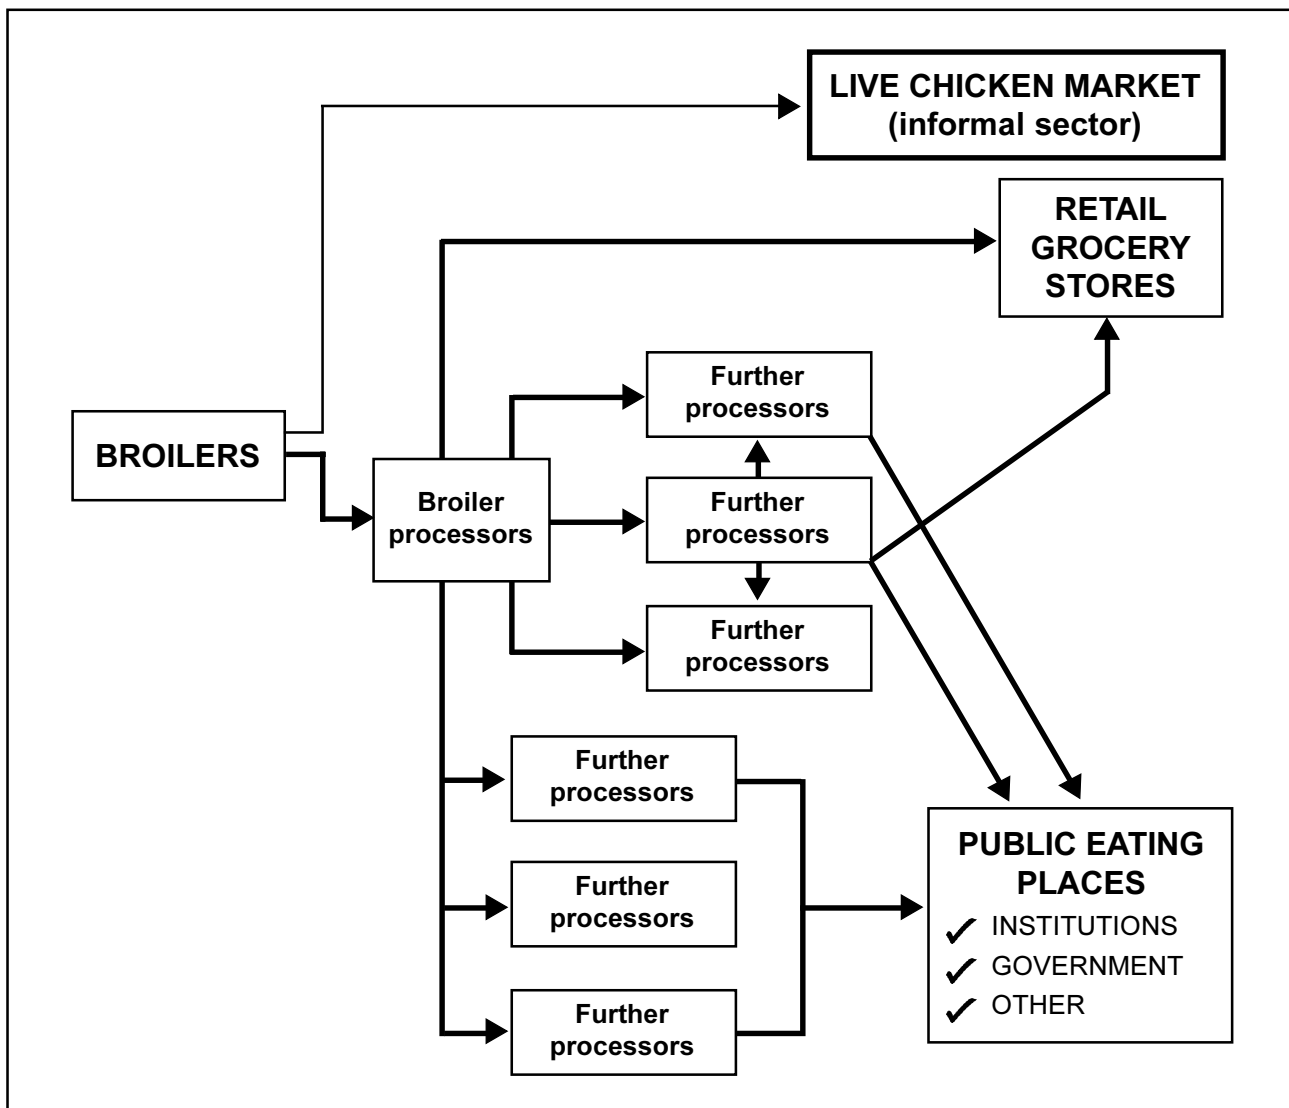 LIVE CHICKEN MARKET
(informal sector)
RETAIL
GROCERY
STORES
Further
processors
BROILERS
Broiler
processors
Further
processors
Further
processors
Further
processors
Further
processors
Further
processors
PUBLIC EATING
PLACES
✓ INSTITUTIONS
✓ GOVERNMENT
✓ OTHER